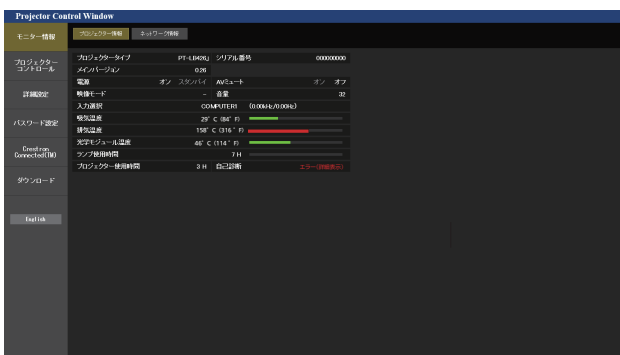 Projector Control Window
モニター情報
プロジェクター情報 ネットワーク情報
プロジェクター
コントロール
詳細設定
パスワード設定
Crestron
Connected(TM)
ダウンロード
English
プロジェクタータイプ PT-LB426J シリアル番号 000000000
メインバージョン 0.26
電源 オン スタンバイ AVミュート オン オフ
映像モード - 音量 32
入力選択 COMPUTER1 (0.00kHz/0.00Hz)
吸気温度 29°C (84°F)
排気温度 158°C (316°F)
光学モジュール温度 46°C (114°F)
ランプ使用時間 7 H
プロジェクター使用時間 3 H 自己診断 エラー(詳細表示)